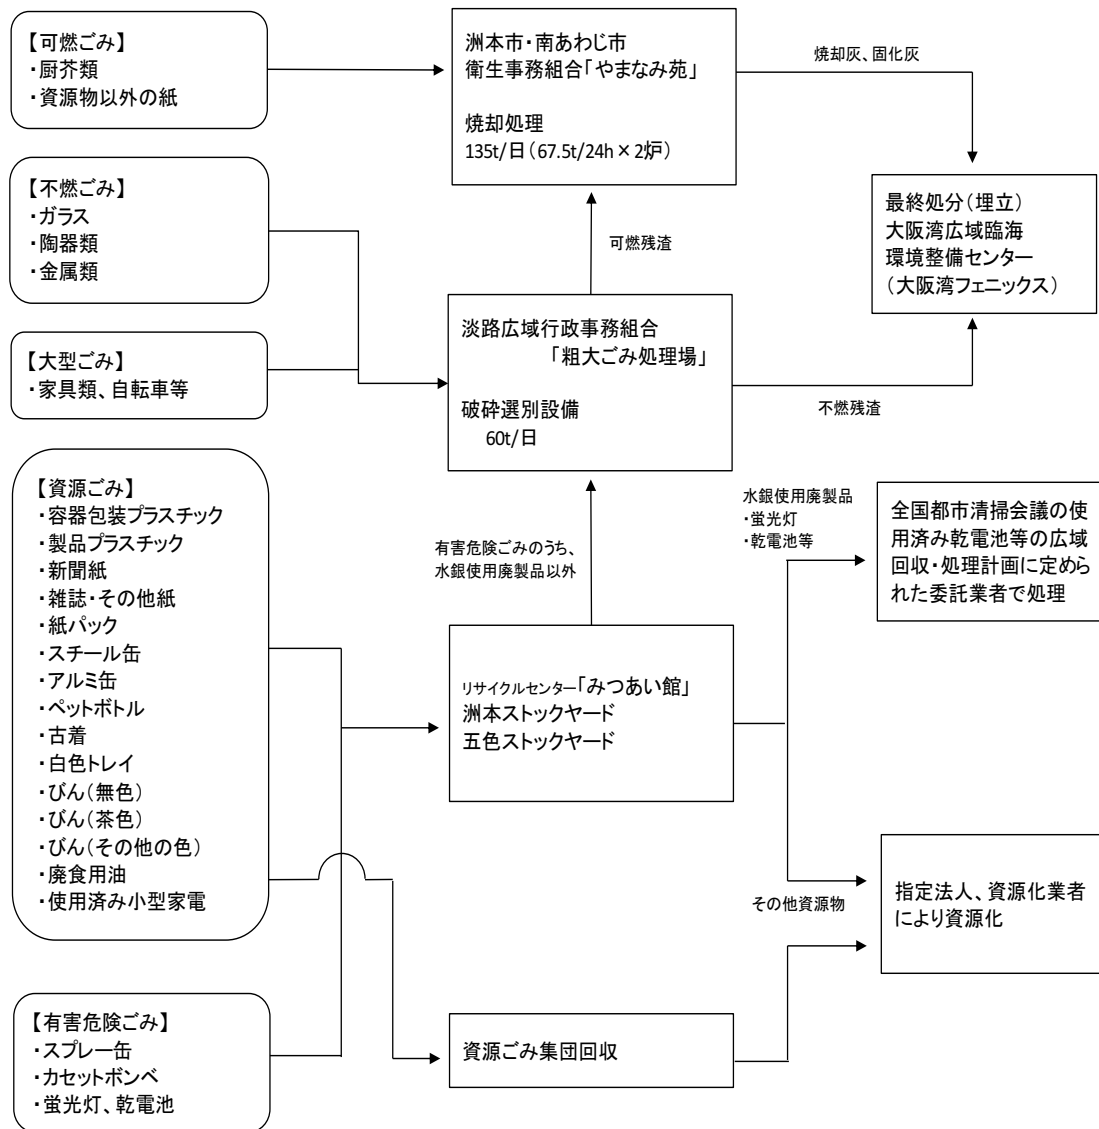 【可燃ごみ】
・厨芥類
・資源物以外の紙
洲本市・南あわじ市
衛生事務組合「やまなみ苑」
焼却処理
135t/日(67.5t/24h×2炉)
焼却灰、固化灰
【不燃ごみ】
・ガラス
・陶器類
・金属類
可燃残渣
最終処分(埋立)
大阪湾広域臨海
環境整備センター
(大阪湾フェニックス)
【大型ごみ】
・家具類、自転車等
淡路広域行政事務組合
「粗大ごみ処理場」
破砕選別設備
60t/日
不燃残渣
【資源ごみ】
・容器包装プラスチック
・製品プラスチック
・新聞紙
・雑誌・その他紙
・紙パック
・スチール缶
・アルミ缶
・ペットボトル
・古着
・白色トレイ
・びん(無色)
・びん(茶色)
・びん(その他の色)
・廃食用油
・使用済み小型家電
有害危険ごみのうち、
水銀使用廃製品以外
水銀使用廃製品
・蛍光灯
・乾電池等
全国都市清掃会議の使
用済み乾電池等の広域
回収・処理計画に定めら
れた委託業者で処理
リサイクルセンター「みつあい館」
洲本ストックヤード
五色ストックヤード
その他資源物
指定法人、資源化業者
により資源化
【有害危険ごみ】
・スプレー缶
・カセットボンベ
・蛍光灯、乾電池
資源ごみ集団回収